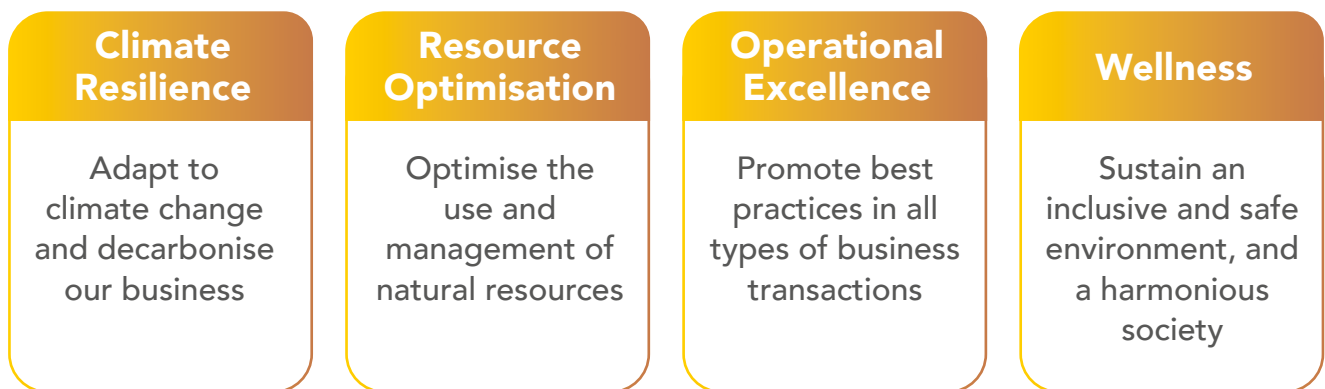 Climate
Resilience
Adapt to
climate change
and decarbonise
our business
Resource
Optimisation
Optimise the
use and
management of
natural resources
Operational
Excellence
Promote best
practices in all
types of business
transactions
Wellness
Sustain an
inclusive and safe
environment, and
a harmonious
society